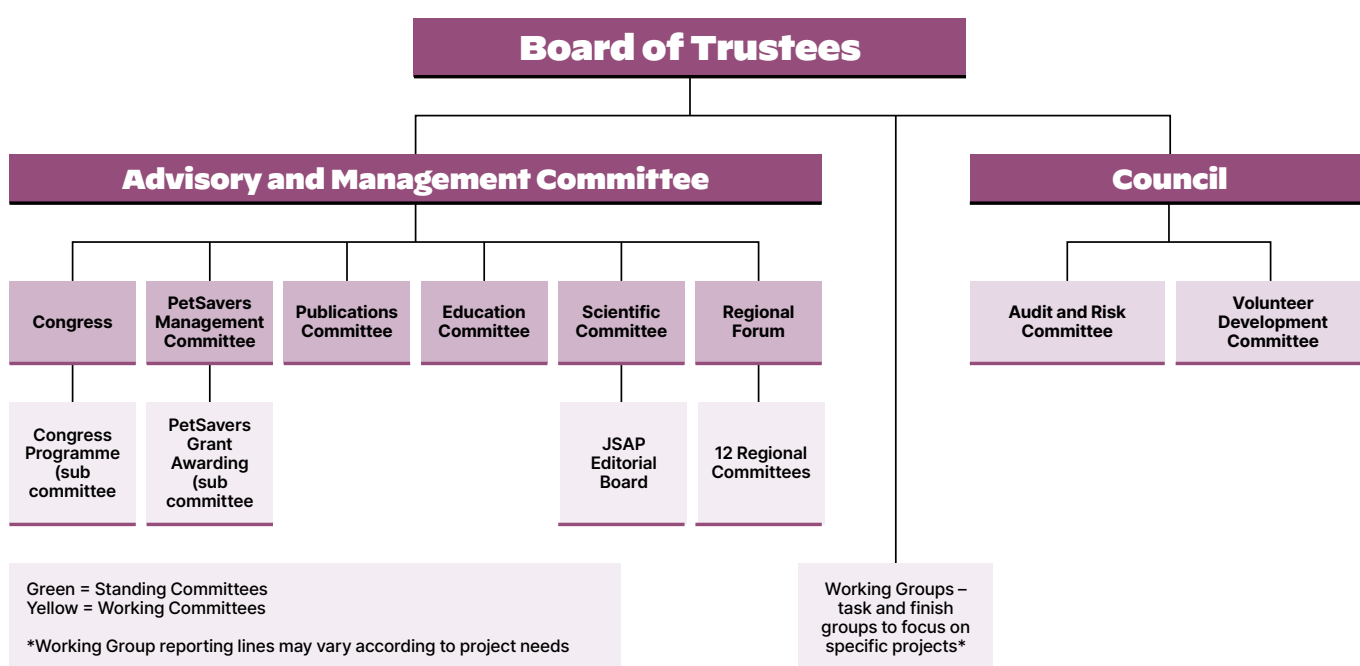 Board of Trustees
Advisory and Management Committee
Council
Congress
PetSavers
Management
Committee
Publications
Committee
Education
Committee
Scientific
Committee
Regional
Forum
Audit and Risk
Committee
Volunteer
Development
Committee
Congress
Programme
(sub
committee
PetSavers
Grant
Awarding
(sub
committee
JSAP
Editorial
Board
12 Regional
Committees
Green = Standing Committees
Yellow = Working Committees
*Working Group reporting lines may vary according to project needs
Working Groups –
task and finish
groups to focus on
specific projects*